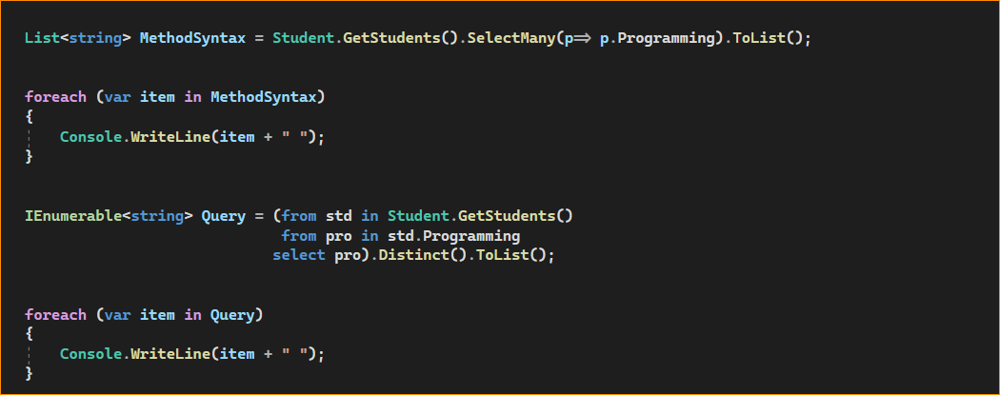 List<string> MethodSyntax = Student.GetStudents().SelectMany(p=> p.Programming).ToList();
foreach (var item in MethodSyntax)
{
    Console.WriteLine(item + " ");
}
IEnumerable<string> Query = (from std in Student.GetStudents()
                             from pro in std.Programming
                            select pro).Distinct().ToList();
foreach (var item in Query)
{
    Console.WriteLine(item + " ");
}